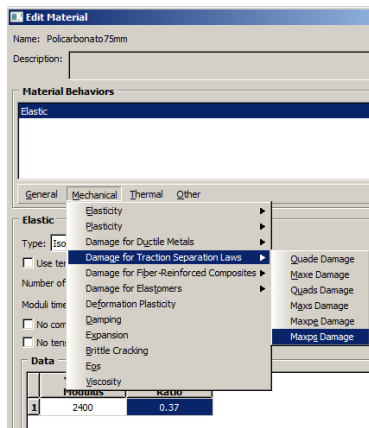 Edit Material
Name: Policarbonato75mm
Description:
Material Behaviors
Elastic
General Mechanical Thermal Other
Elasticity
Plasticity
Damage for Ductile Metals
Damage for Traction Separation Laws
Damage for Fiber-Reinforced Composites
Damage for Elastomers
Deformation Plasticity
Damping
Expansion
Brittle Cracking
Eos
Viscosity
Quade Damage
Maxe Damage
Quads Damage
Maxs Damage
Maxpe Damage
Maxps Damage
Elastic
Type: Iso
Use te
Number of
Moduli time
No com
No tens
Data
Modulus Ratio
1 2400 0.37